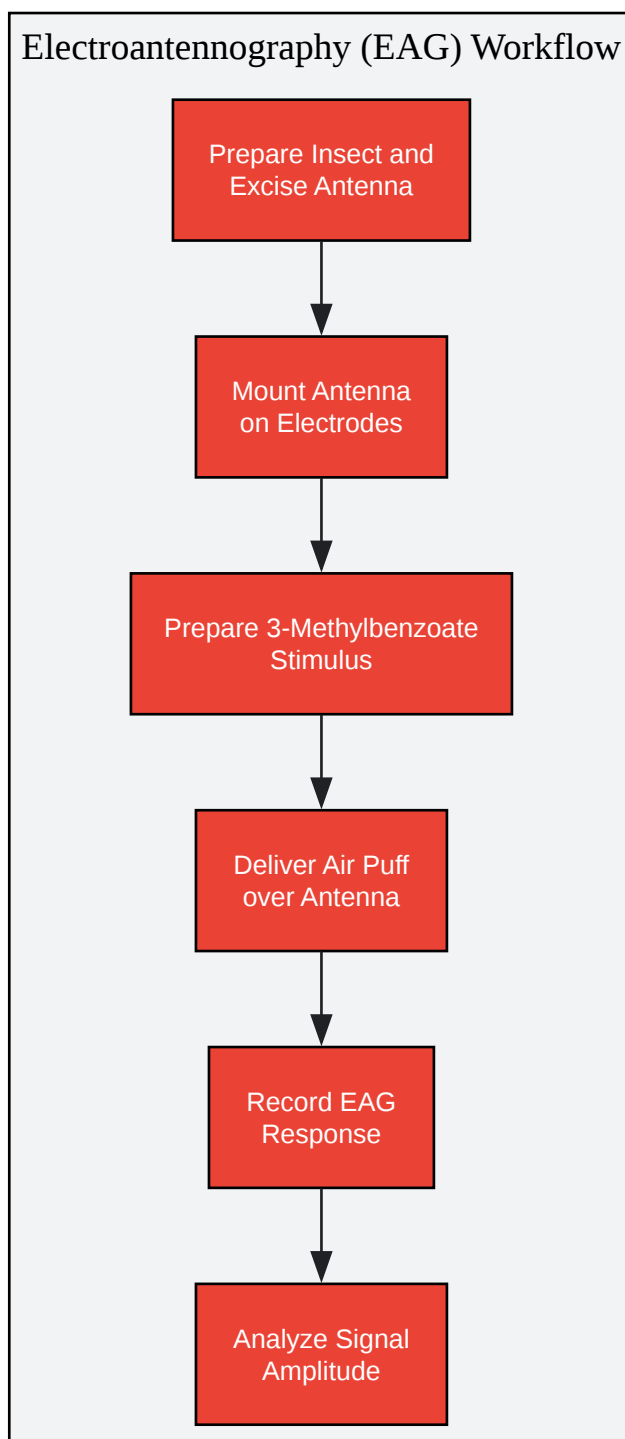 Electroantennography (EAG) Workflow
Prepare Insect and
Excise Antenna
Mount Antenna
on Electrodes
Prepare 3-Methylbenzoate
Stimulus
Deliver Air Puff
over Antenna
Record EAG
Response
Analyze Signal
Amplitude